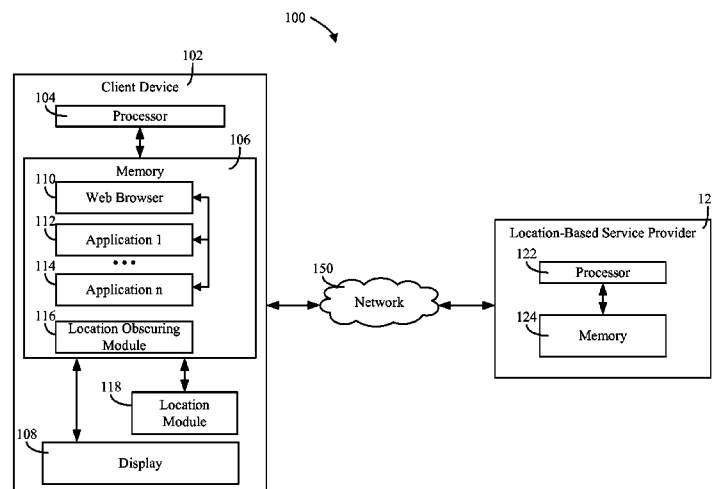 100
102
Client Device
104
Processor
106
Memory
110
Web Browser
112
Application 1
•••
114
Application n
116
Location Obscuring
Module
118
Location
Module
108
Display
150
Network
12
Location-Based Service Provider
122
Processor
124
Memory